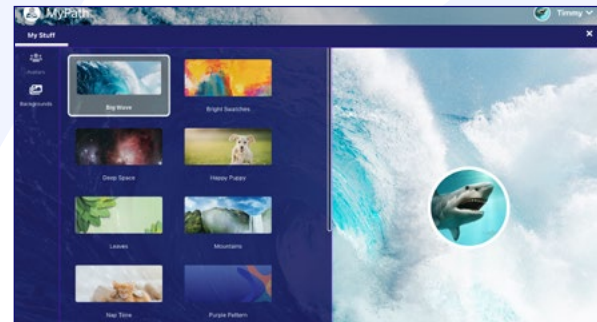 MyPath
Timmy
My Stuff
Avatars
Backgrounds
Big Wave
Bright Swatches
Deep Space
Happy Puppy
Leaves
Mountains
Nap Time
Purple Pattern